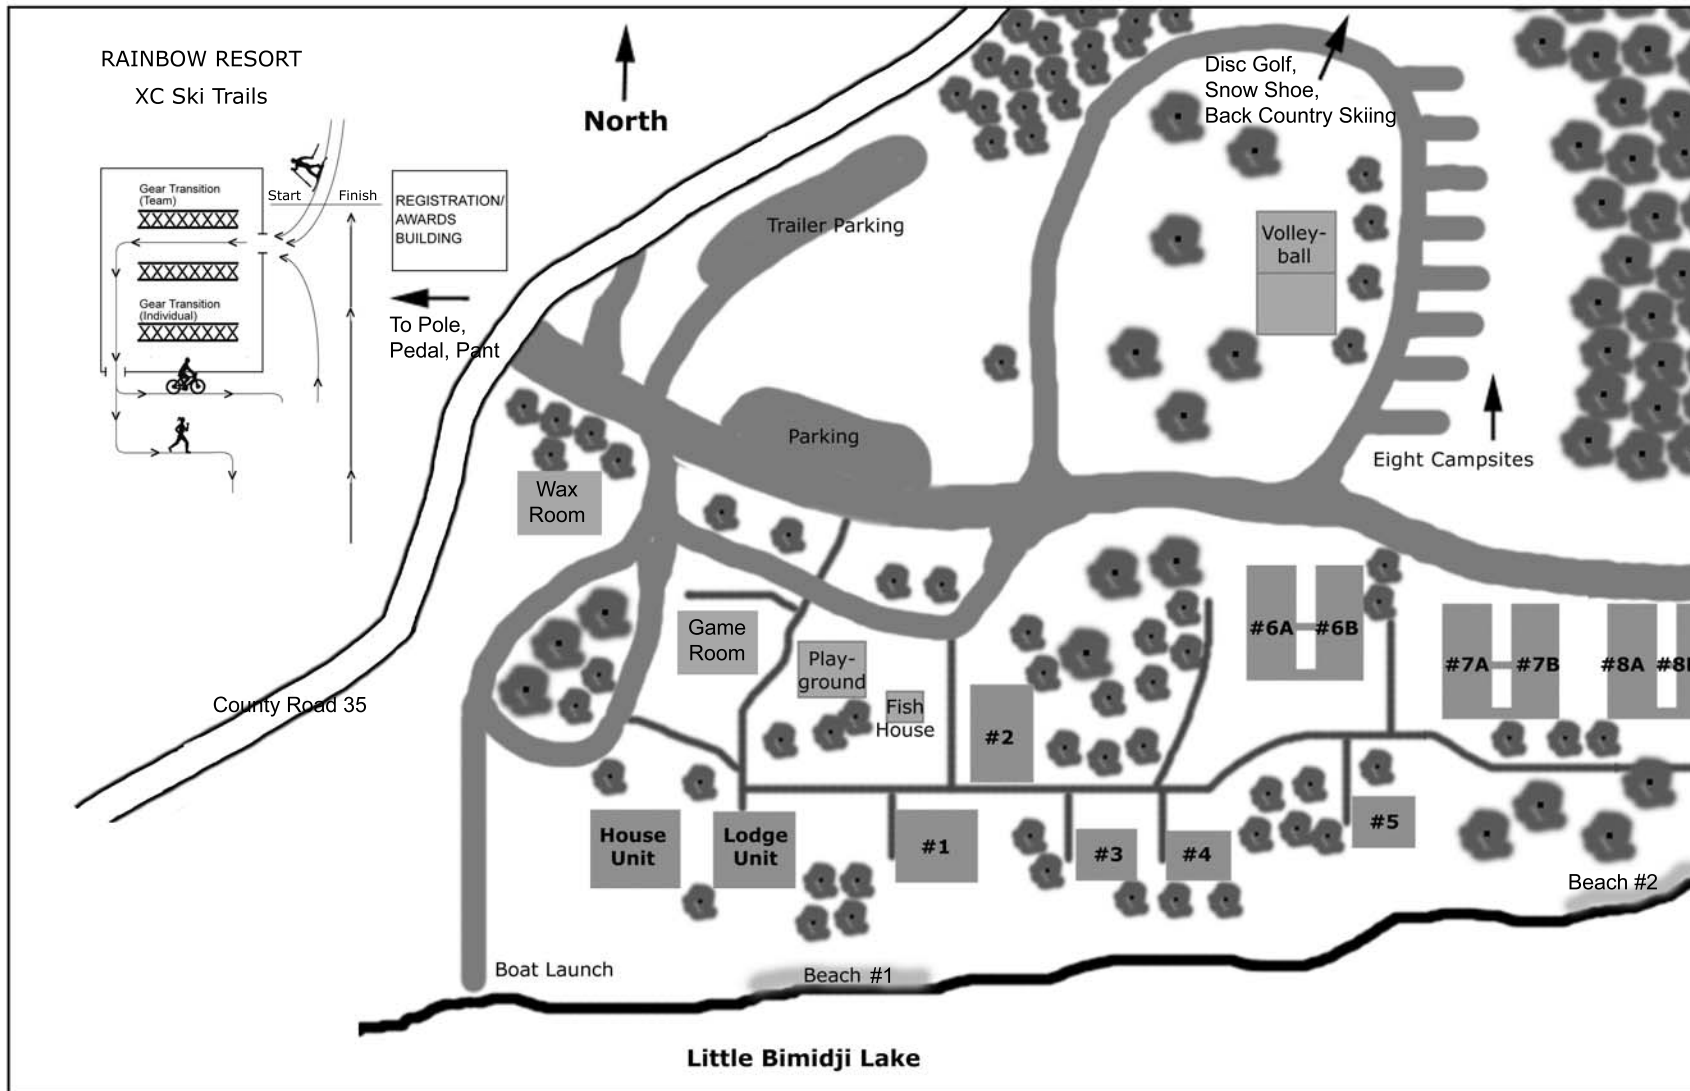 RAINBOW RESORT
XC Ski Trails
North
Disc Golf,
Snow Shoe,
Back Country Skiing
Gear Transition
(Team)
Start
Finish
REGISTRATION/
AWARDS
BUILDING
Trailer Parking
Volley-
ball
Gear Transition
(Individual)
To Pole,
Pedal, Pant
Parking
Eight Campsites
Wax
Room
Game
Room
Play-
ground
Fish
House
#6A
#6B
#7A
#7B
#8A
County Road 35
#2
House
Unit
Lodge
Unit
#1
#3
#4
#5
Beach #2
Boat Launch
Beach #1
Little Bimidji Lake